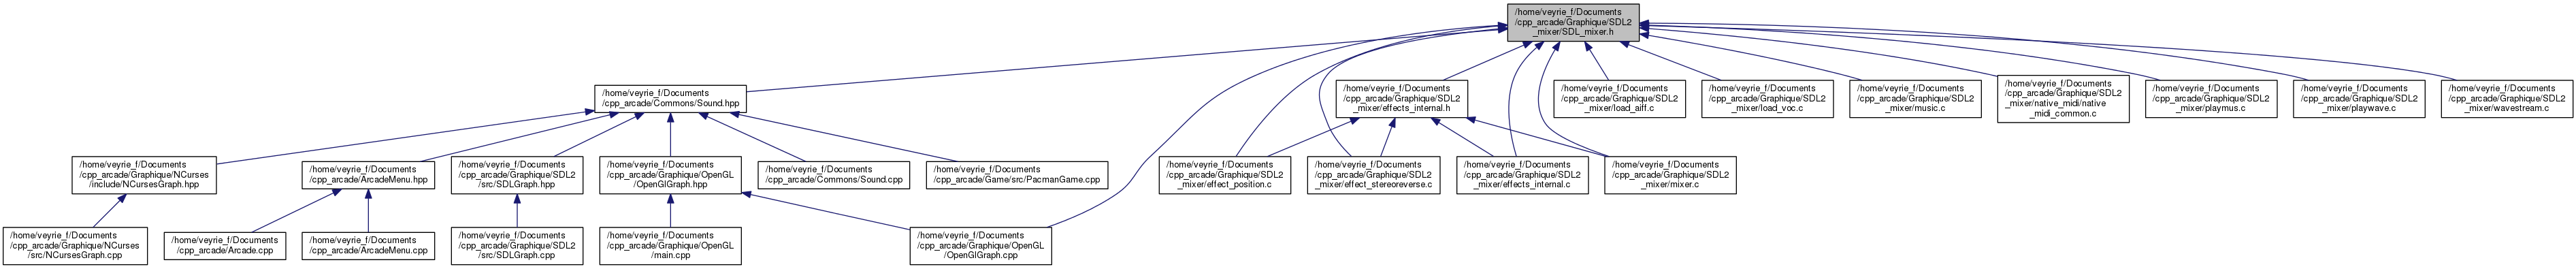 /home/veyrie_f/Documents
/cpp_arcade/Graphique/SDL2
_mixer/SDL_mixer.h
/home/veyrie_f/Documents
/cpp_arcade/Commons/Sound.hpp
/home/veyrie_f/Documents
/cpp_arcade/Graphique/SDL2
_mixer/effects_internal.h
/home/veyrie_f/Documents
/cpp_arcade/Graphique/SDL2
_mixer/load_aiff.c
/home/veyrie_f/Documents
/cpp_arcade/Graphique/SDL2
_mixer/load_voc.c
/home/veyrie_f/Documents
/cpp_arcade/Graphique/SDL2
_mixer/music.c
/home/veyrie_f/Documents
/cpp_arcade/Graphique/SDL2
_mixer/native_midi/native
_midi_common.c
/home/veyrie_f/Documents
/cpp_arcade/Graphique/SDL2
_mixer/playmus.c
/home/veyrie_f/Documents
/cpp_arcade/Graphique/SDL2
_mixer/playwave.c
/home/veyrie_f/Documents
/cpp_arcade/Graphique/SDL2
_mixer/wavestream.c
/home/veyrie_f/Documents
/cpp_arcade/Graphique/NCurses
/include/NCursesGraph.hpp
/home/veyrie_f/Documents
/cpp_arcade/ArcadeMenu.hpp
/home/veyrie_f/Documents
/cpp_arcade/Graphique/SDL2
/src/SDLGraph.hpp
/home/veyrie_f/Documents
/cpp_arcade/Graphique/OpenGL
/OpenGlGraph.hpp
/home/veyrie_f/Documents
/cpp_arcade/Commons/Sound.cpp
/home/veyrie_f/Documents
/cpp_arcade/Game/src/PacmanGame.cpp
/home/veyrie_f/Documents
/cpp_arcade/Graphique/SDL2
_mixer/effect_position.c
/home/veyrie_f/Documents
/cpp_arcade/Graphique/SDL2
_mixer/effect_stereoreverse.c
/home/veyrie_f/Documents
/cpp_arcade/Graphique/SDL2
_mixer/effects_internal.c
/home/veyrie_f/Documents
/cpp_arcade/Graphique/SDL2
_mixer/mixer.c
/home/veyrie_f/Documents
/cpp_arcade/Graphique/NCurses
/src/NCursesGraph.cpp
/home/veyrie_f/Documents
/cpp_arcade/Arcade.cpp
/home/veyrie_f/Documents
/cpp_arcade/ArcadeMenu.cpp
/home/veyrie_f/Documents
/cpp_arcade/Graphique/SDL2
/src/SDLGraph.cpp
/home/veyrie_f/Documents
/cpp_arcade/Graphique/OpenGL
/main.cpp
/home/veyrie_f/Documents
/cpp_arcade/Graphique/OpenGL
/OpenGlGraph.cpp